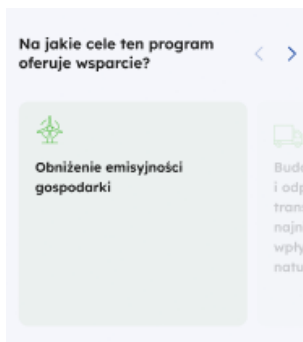 Na jakie cele ten program
oferuje wsparcie?
Obniżenie emisyjności
gospodarki
i